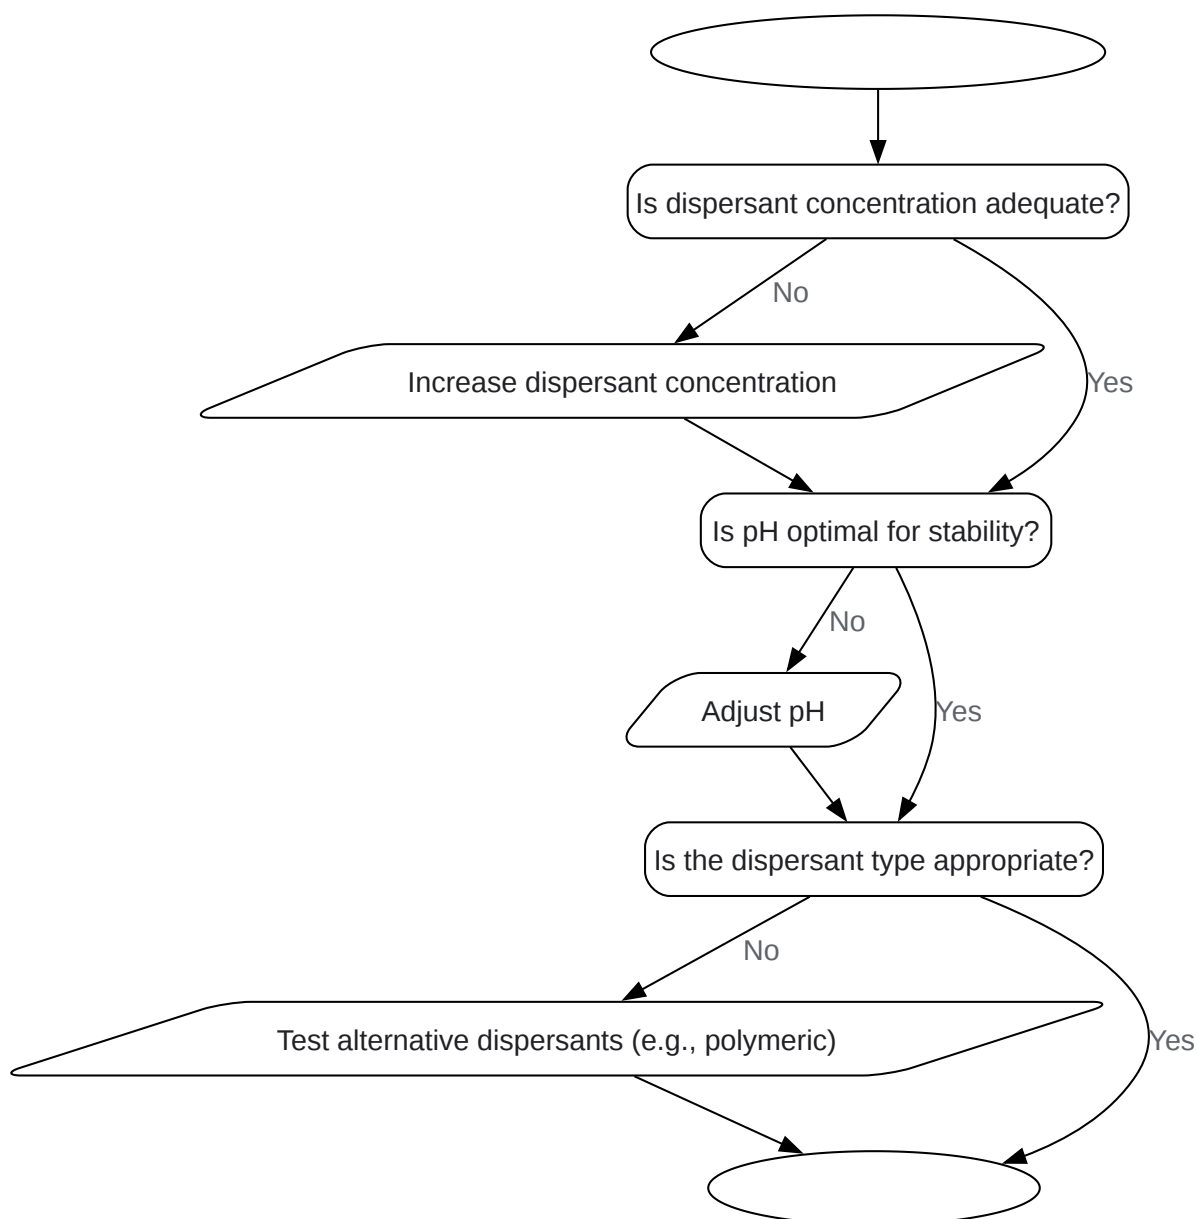 Is dispersant concentration adequate?
No
Increase dispersant concentration
Yes
Is pH optimal for stability?
No
Adjust pH
Yes
Is the dispersant type appropriate?
No
Test alternative dispersants (e.g., polymeric)
Yes